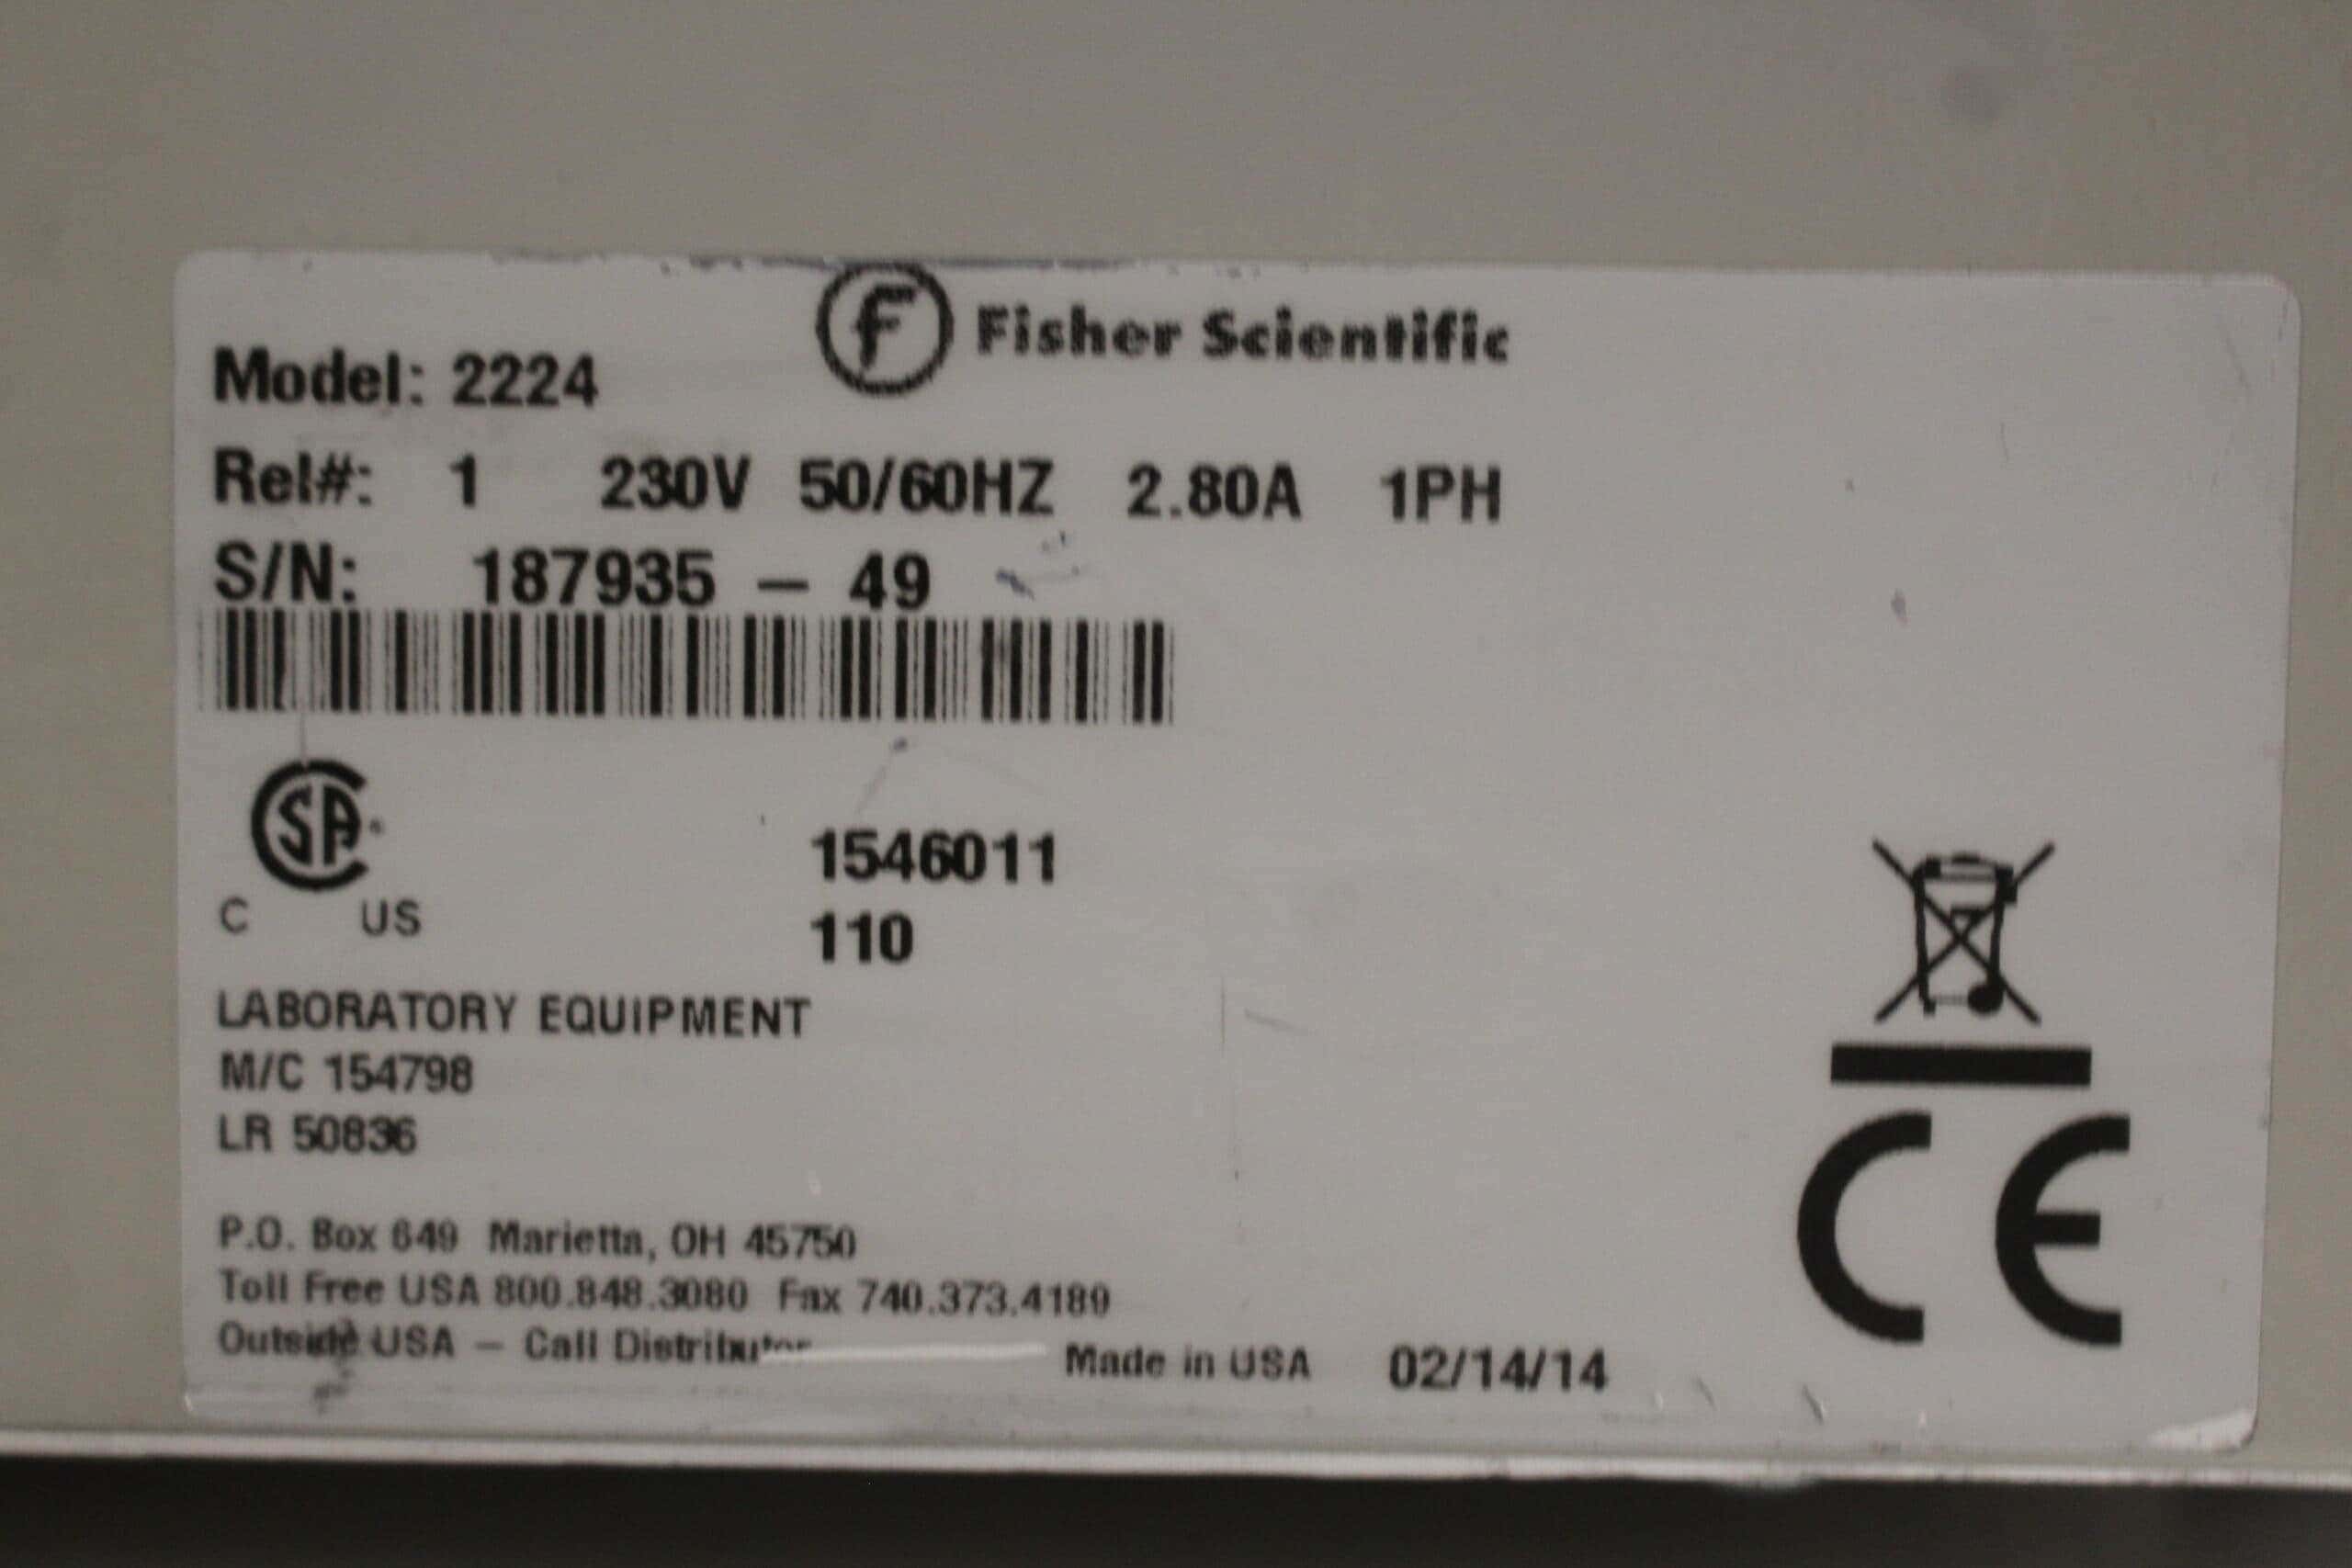 F Fisher Scientific
Model: 2224
Rel#: 1 230V 50/60HZ 2.80A 1PH
S/N: 187935 – 49
CSA
C US
1546011
110
LABORATORY EQUIPMENT
M/C 154798
LR 50836
P.O. Box 649 Marietta, OH 45750
Toll Free USA 800.848.3080 Fax 740.373.4189
Outside USA – Call Distributor
Made in USA 02/14/14
CE